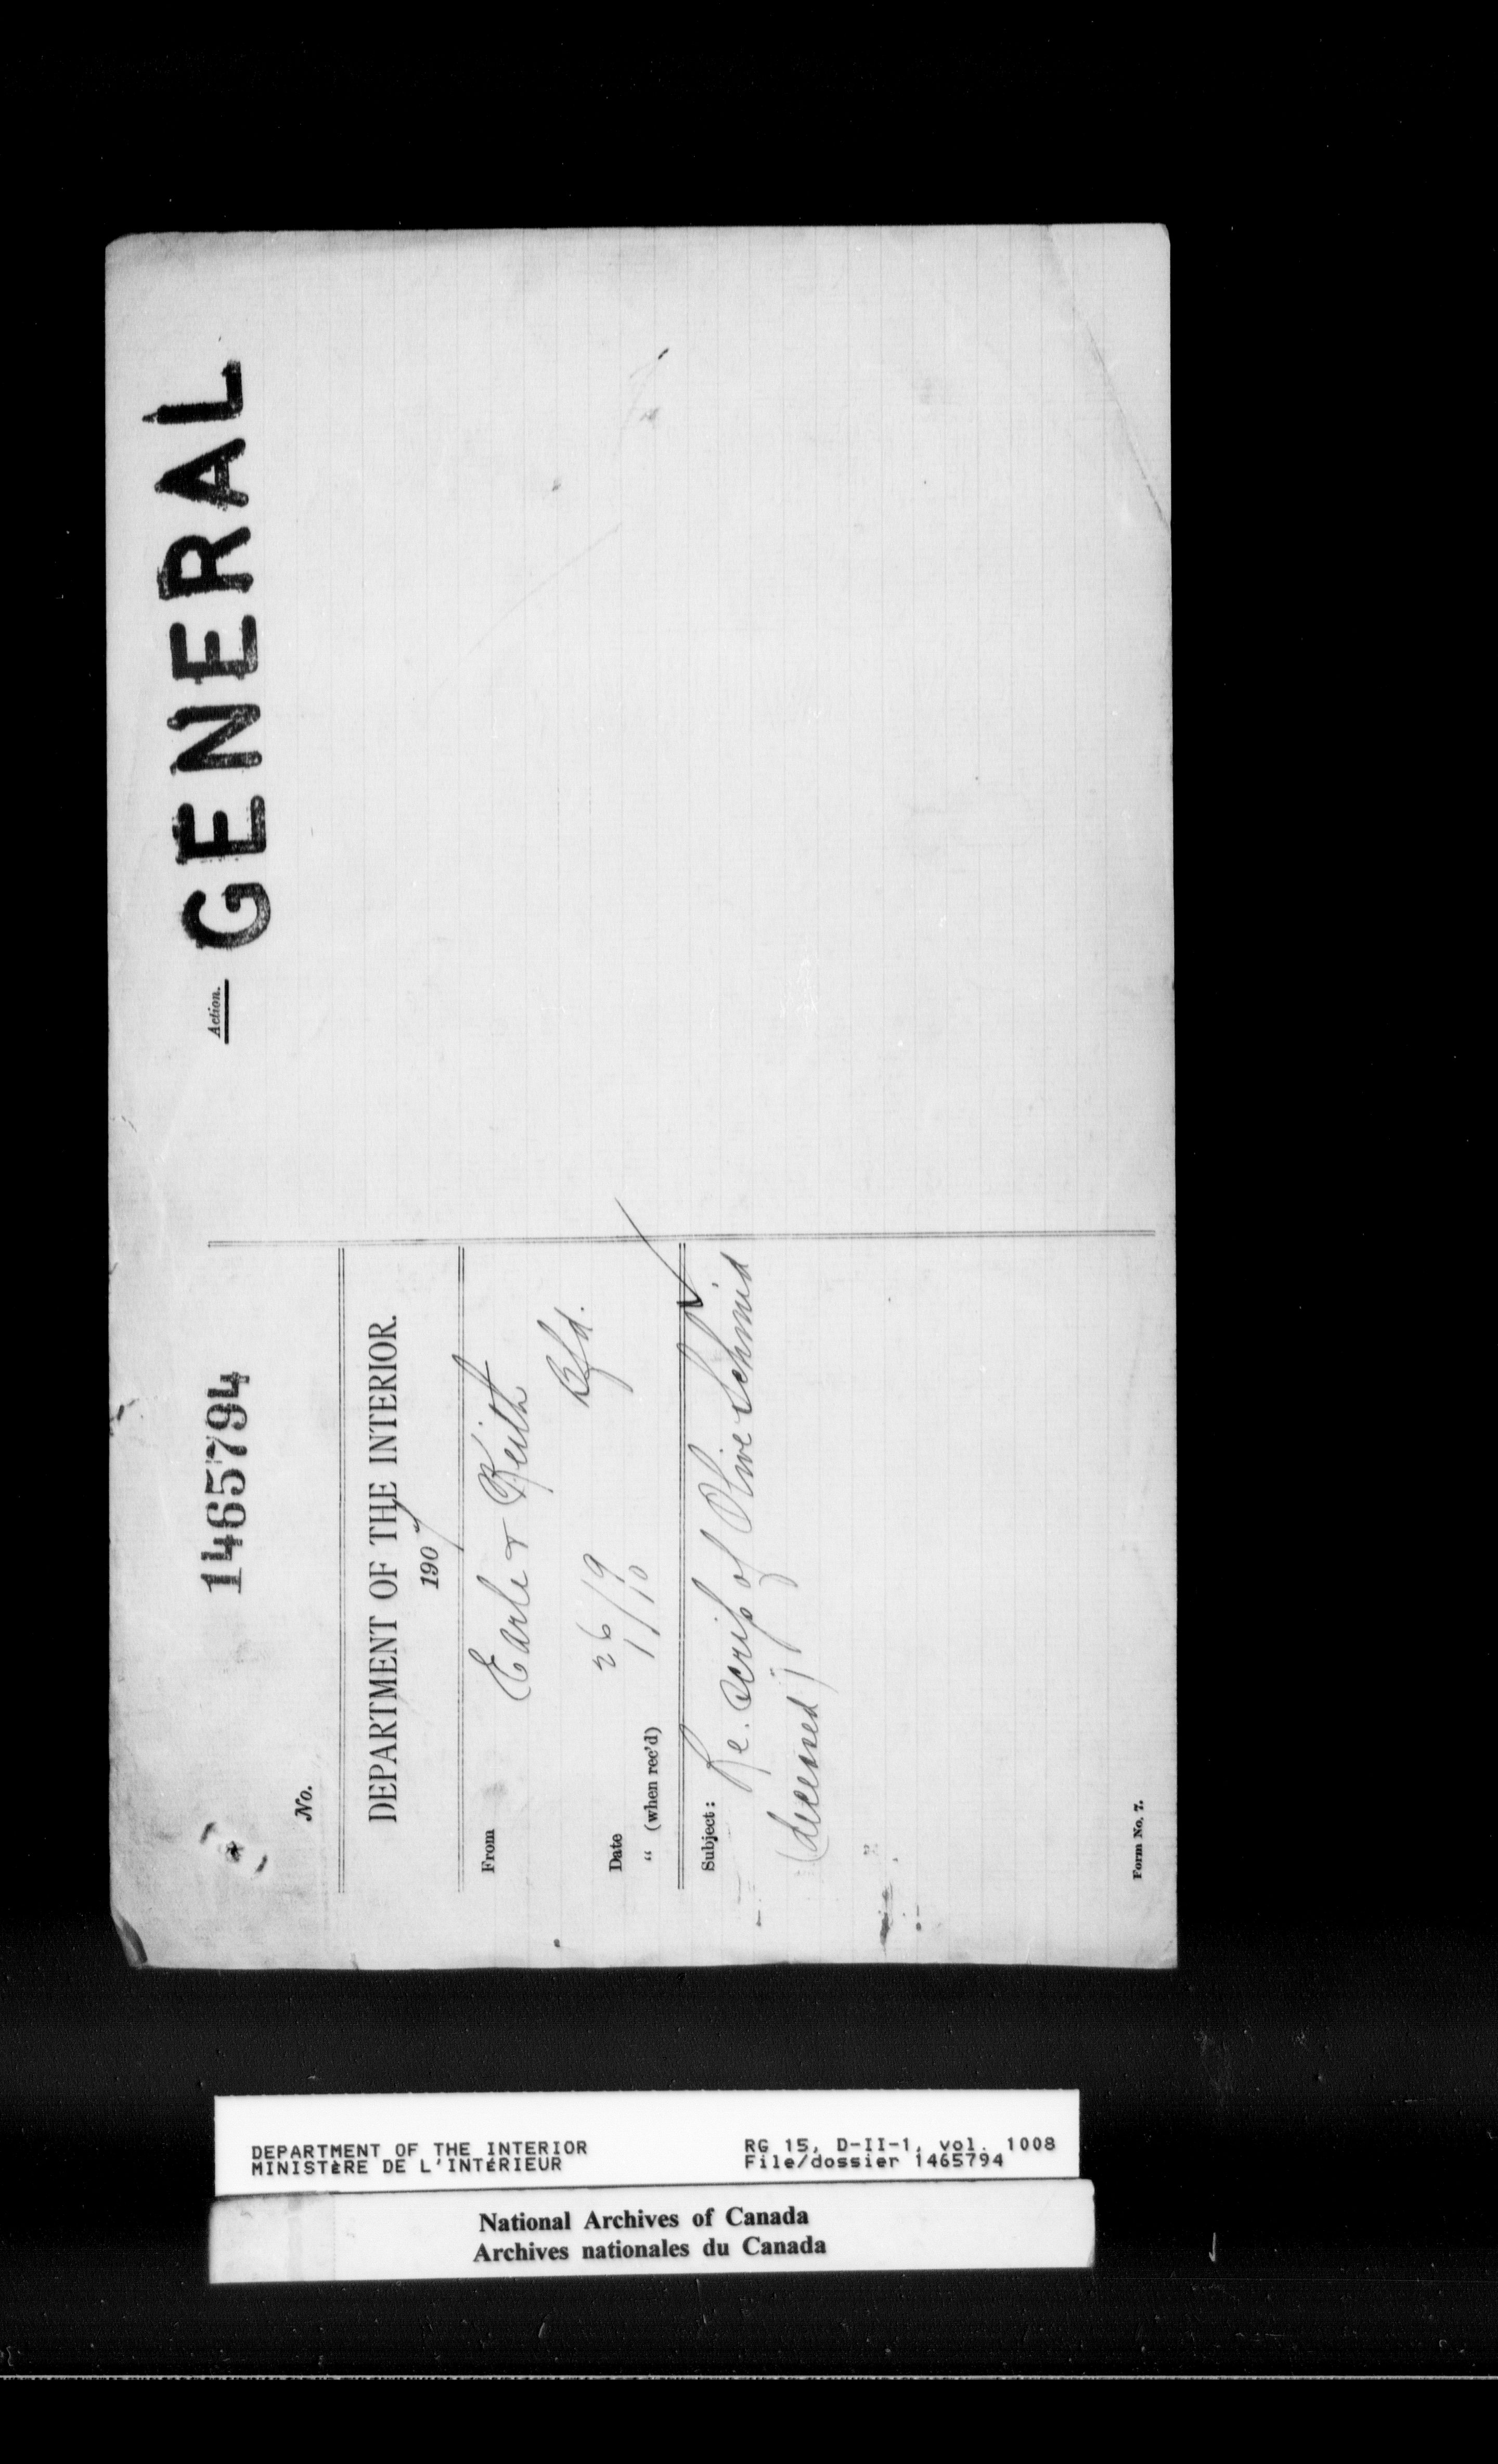 1465794
No.
DEPARTMENT OF THE INTERIOR.
1907
From Earle & Keith
Bfd.
Date 26/9
“ (when rec'd) 1/10
Subject: Re. Scrip of Olive Schmid
(deceased)
Form No. 7.
Action. GENERAL
DEPARTMENT OF THE INTERIOR
MINISTÈRE DE L'INTÉRIEUR
RG 15, D-II-1, vol. 1008
File/dossier 1465794
National Archives of Canada
Archives nationales du Canada